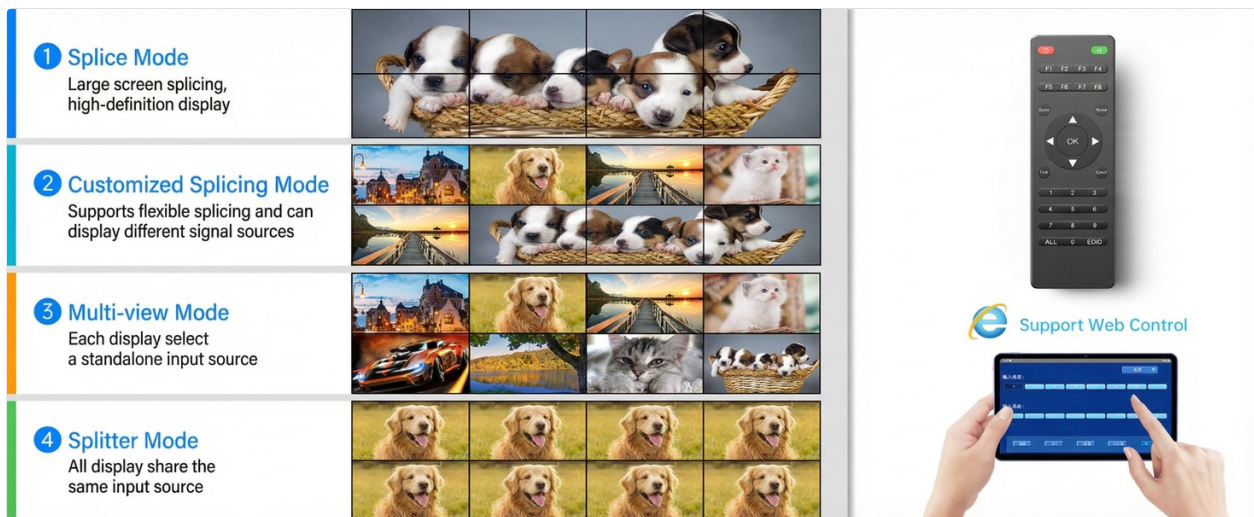 1 Splice Mode
Large screen splicing,
high-definition display
2 Customized Splicing Mode
Supports flexible splicing and can
display different signal sources
3 Multi-view Mode
Each display select
a standalone input source
4 Splitter Mode
All display share the
same input source
F1 F2 F3 F4
F5 F6 F7 F8
OK
1 2 3
4 5 6
7 8 9
ALL 0 EDID
Support Web Control